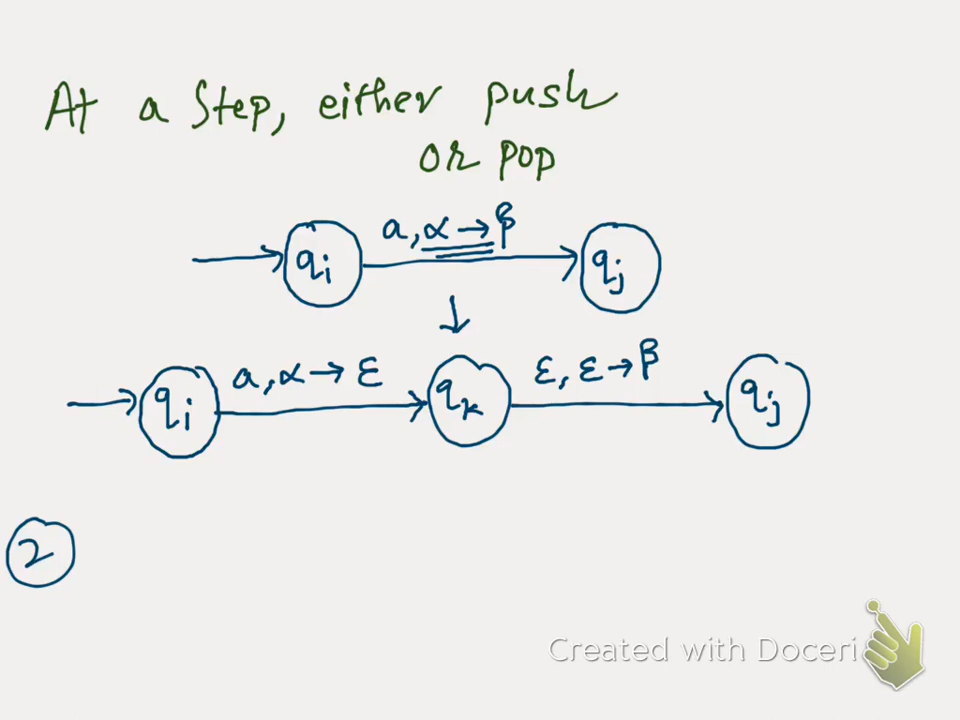 At a Step, either push
or pop
a, α → β
qi qj
↓
a, α → ε ε, ε → β
qi qk qj
2
Created with Doceri